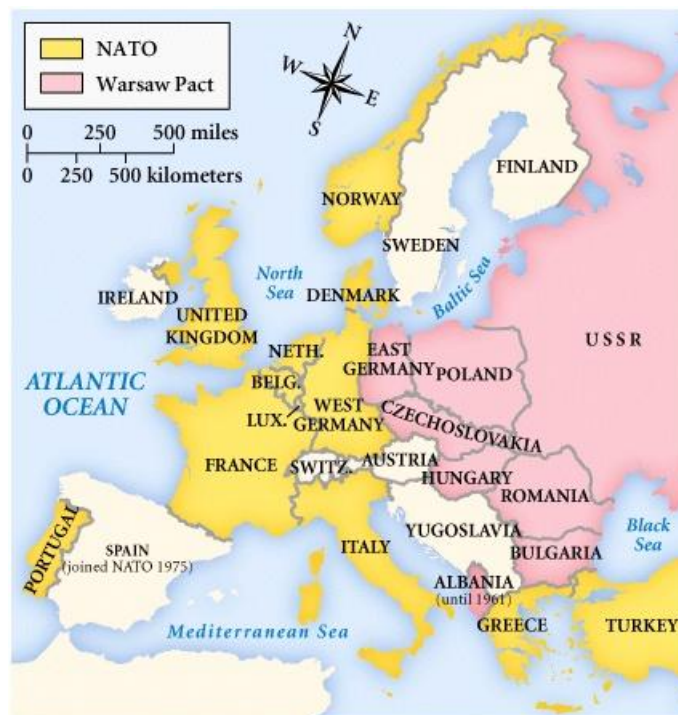 NATO
Warsaw Pact
0 250 500 miles
0 250 500 kilometers
N
W
E
S
FINLAND
NORWAY
SWEDEN
North
Sea
Baltic Sea
IRELAND
DENMARK
UNITED
KINGDOM
USSR
NETH.
EAST
GERMANY
POLAND
BELG.
ATLANTIC
OCEAN
LUX.
WEST
GERMANY
CZECHOSLOVAKIA
FRANCE
SWITZ.
AUSTRIA
HUNGARY
ROMANIA
PORTUGAL
SPAIN
(joined NATO 1975)
ITALY
YUGOSLAVIA
Black
Sea
BULGARIA
ALBANIA
(until 1961)
Mediterranean Sea
GREECE
TURKEY